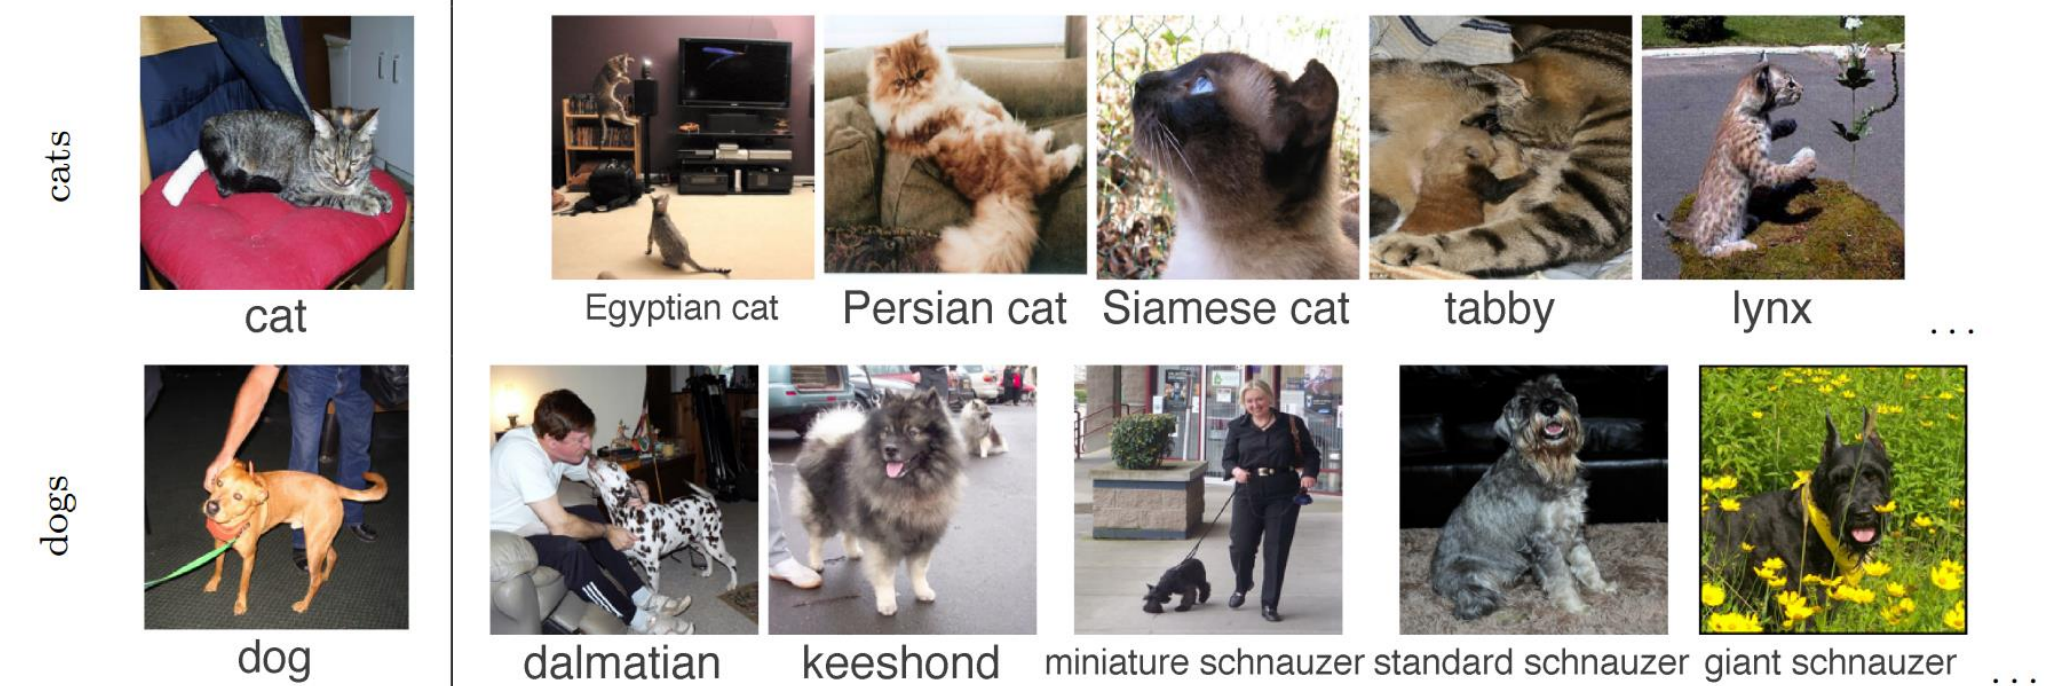 cats
cat
Egyptian cat
Persian cat
Siamese cat
tabby
lynx
...
dogs
dog
dalmatian
keeshond
miniature schnauzer
standard schnauzer
giant schnauzer
...